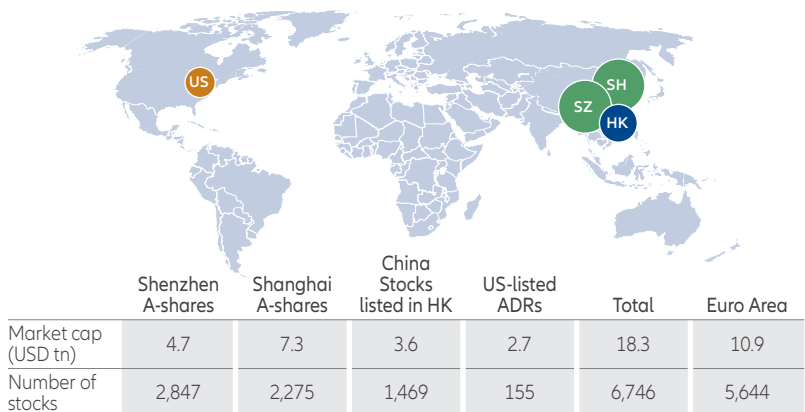 US
SH
SZ
HK
Shenzhen A-shares
Shanghai A-shares
China Stocks listed in HK
US-listed ADRs
Total
Euro Area
Market cap (USD tn)
4.7
7.3
3.6
2.7
18.3
10.9
Number of stocks
2,847
2,275
1,469
155
6,746
5,644